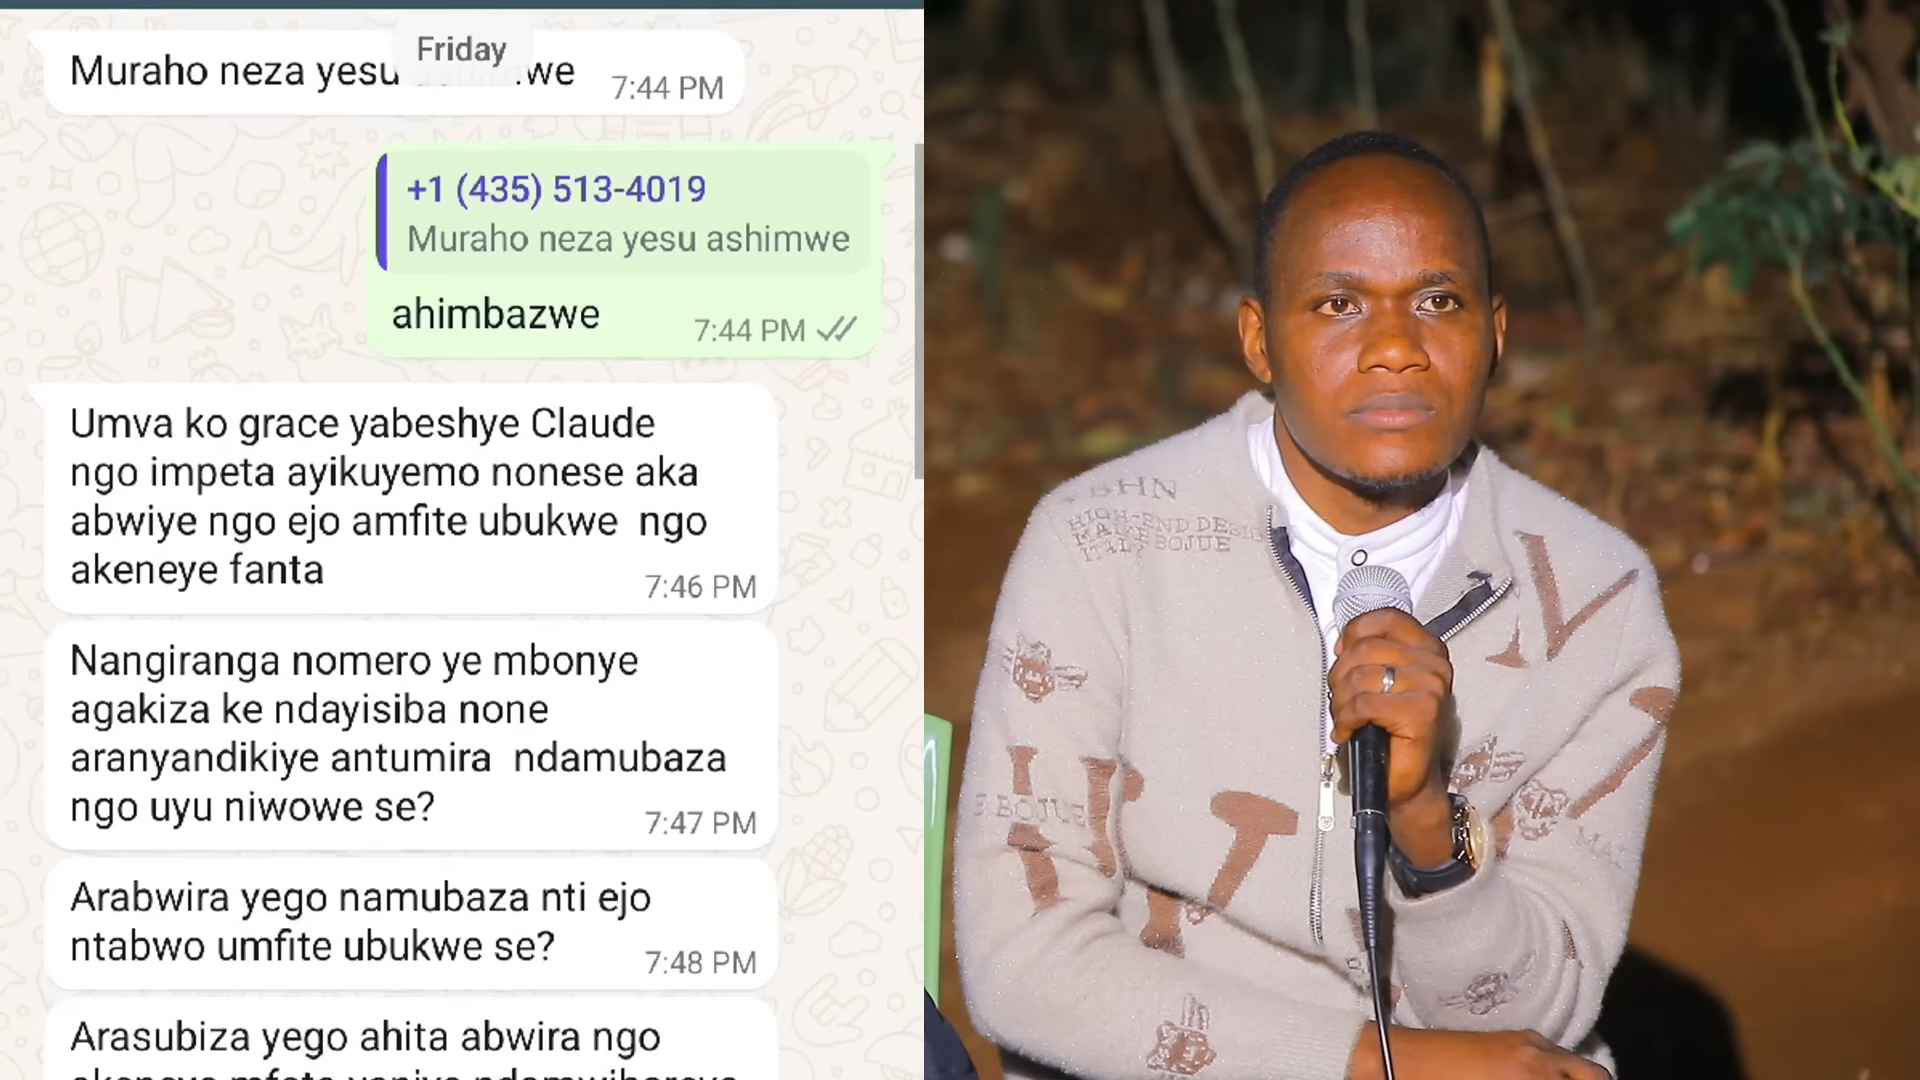 Friday
Muraho neza yesu
7:44 PM
+1 (435) 513-4019
Muraho neza yesu ashimwe
ahimbazwe
7:44 PM
Umva ko grace yabeshye Claude
ngo impeta ayikuyemo nonese aka
abwiye ngo ejo amfite ubukwe ngo
akeneye fanta
7:46 PM
Nangiranga nomero ye mbonye
agakiza ke ndayisiba none
aranyandikiye antumira ndamubaza
ngo uyu niwowe se?
7:47 PM
Arabwira yego namubaza nti ejo
ntabwo umfite ubukwe se?
7:48 PM
Arasubiza yego ahita abwira ngo
BHN
HIGH-END
ITALY BOJUE
BOJUE